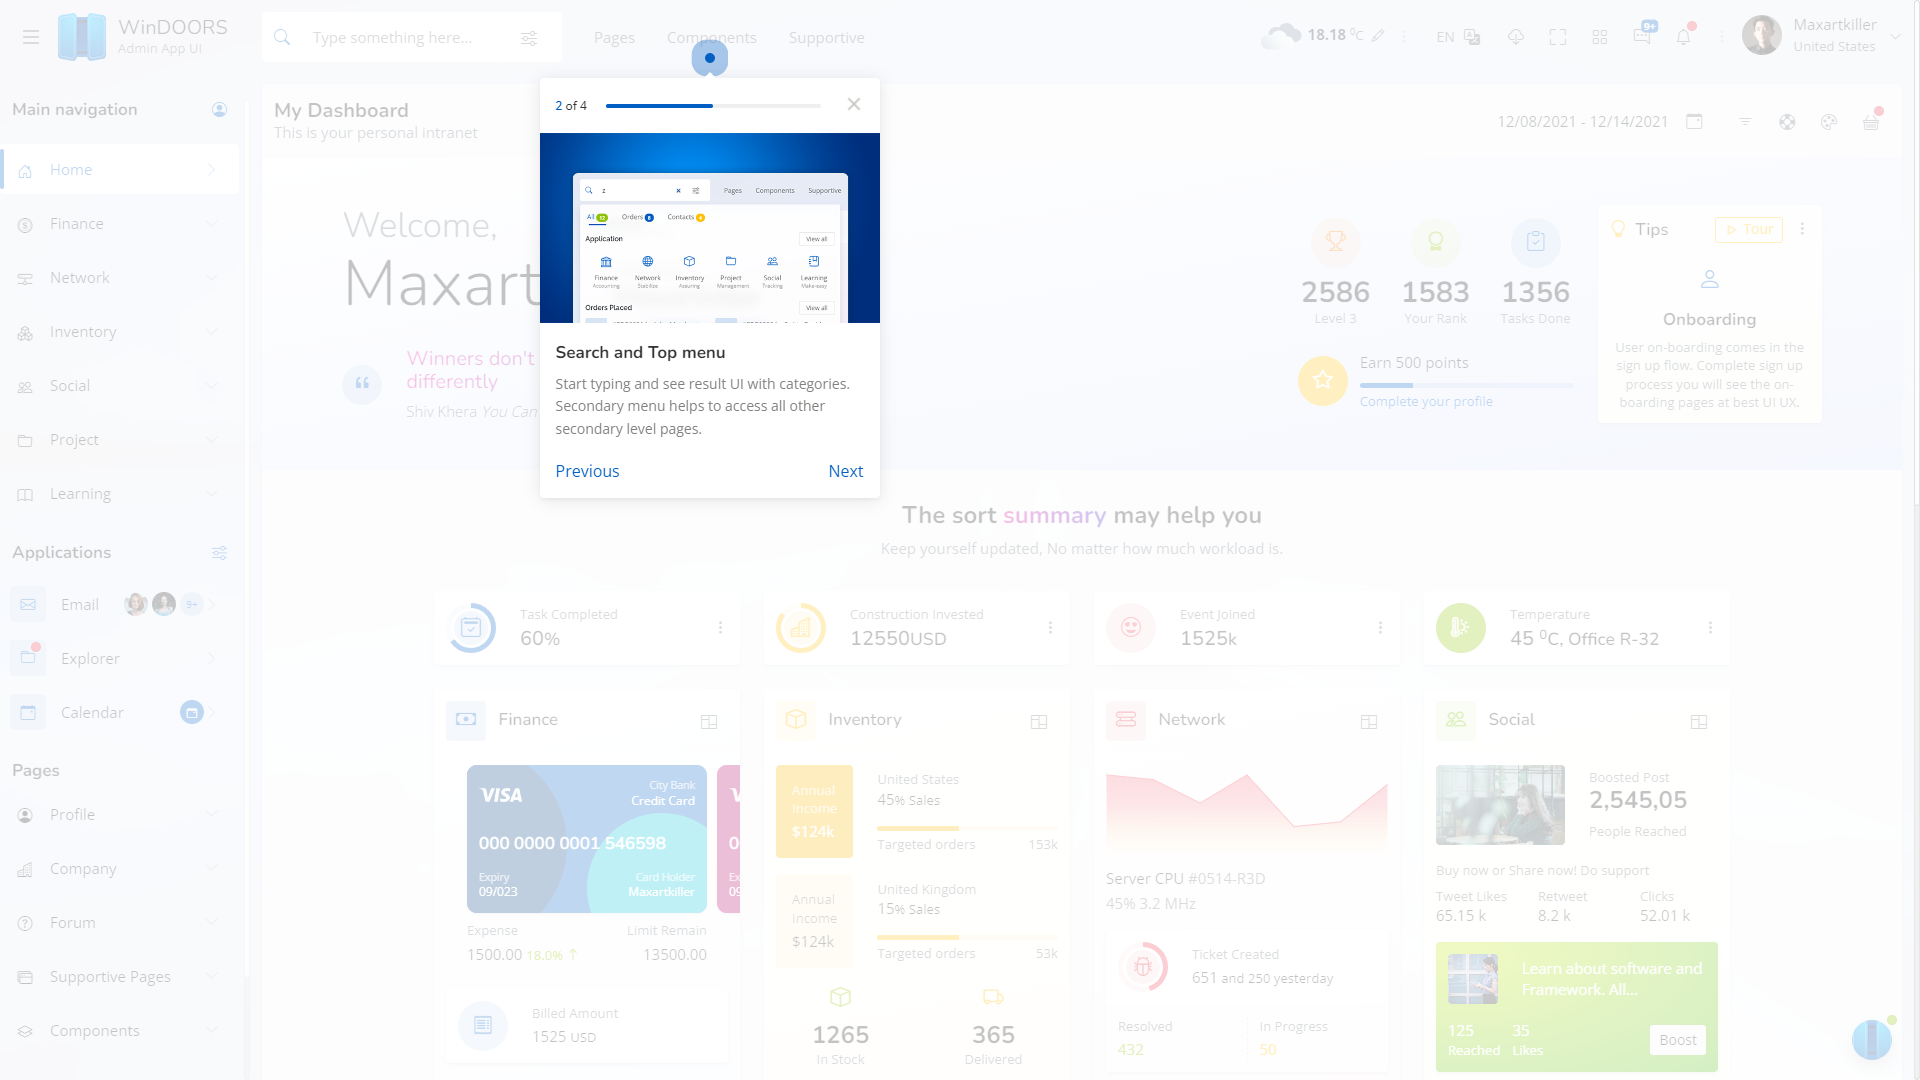 WinDOORS
Admin App UI
Type something here...
Pages
Components
Supportive
18.18 ⁰C
EN
9+
Maxartkiller
United States
Main navigation
Home
Finance
Network
Inventory
Social
Project
Learning
Applications
Email
9+
Explorer
Calendar
Pages
Profile
Company
Forum
Supportive Pages
Components
My Dashboard
This is your personal intranet
12/08/2021 - 12/14/2021
2 of 4
z
Pages
Components
Supportive
All 12
Orders 8
Contacts 4
Application
View all
Finance
Accounting
Network
Stabilize
Inventory
Assuring
Project
Management
Social
Tracking
Learning
Make-easy
Orders Placed
View all
Search and Top menu
Start typing and see result UI with categories.
Secondary menu helps to access all other
secondary level pages.
Previous
Next
Welcome,
Maxart
Winners don't
differently
Shiv Khera You Can
2586
Level 3
1583
Your Rank
1356
Tasks Done
Earn 500 points
Complete your profile
Tips
Tour
Onboarding
User on-boarding comes in the
sign up flow. Complete sign up
process you will see the on-
boarding pages at best UI UX.
The sort summary may help you
Keep yourself updated, No matter how much workload is.
Task Completed
60%
Construction Invested
12550USD
Event Joined
1525k
Temperature
45 ⁰C, Office R-32
Finance
VISA
City Bank
Credit Card
000 0000 0001 546598
Expiry
09/023
Card Holder
Maxartkiller
Expense
1500.00 18.0%
Limit Remain
13500.00
Billed Amount
1525 USD
Inventory
Annual
Income
$124k
United States
45% Sales
Targeted orders
153k
Annual
Income
$124k
United Kingdom
15% Sales
Targeted orders
53k
1265
In Stock
365
Delivered
Network
Server CPU #0514-R3D
45% 3.2 MHz
Ticket Created
651 and 250 yesterday
Resolved
432
In Progress
50
Social
Boosted Post
2,545,05
People Reached
Buy now or Share now! Do support
Tweet Likes
65.15 k
Retweet
8.2 k
Clicks
52.01 k
Learn about software and
Framework. All...
125
Reached
35
Likes
Boost